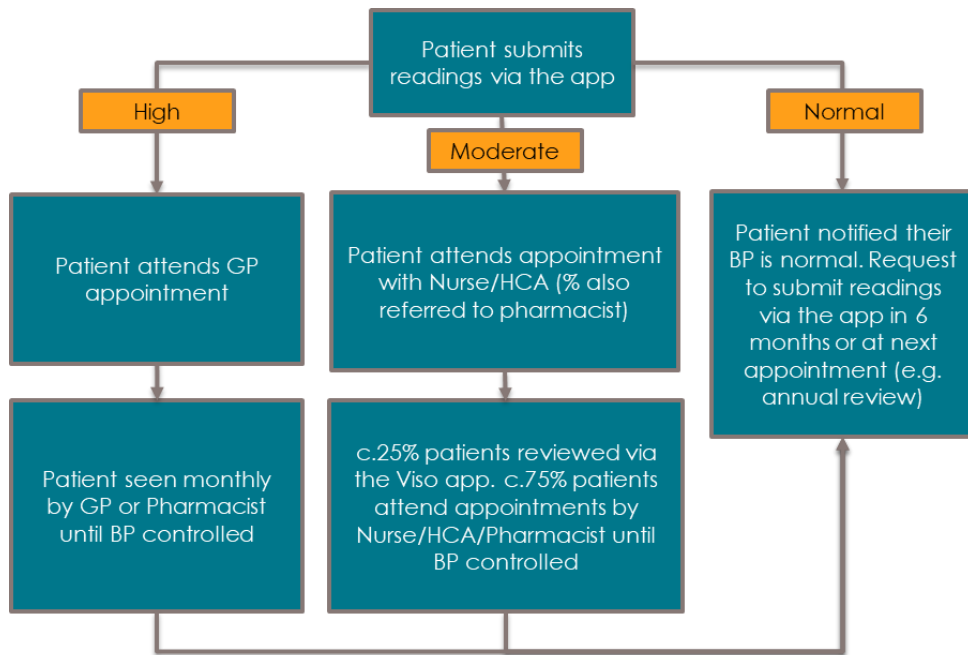 Patient submits
readings via the app
High
Moderate
Normal
Patient attends GP
appointment
Patient attends appointment
with Nurse/HCA (% also
referred to pharmacist)
Patient notified their
BP is normal. Request
to submit readings
via the app in 6
months or at next
appointment (e.g.
annual review)
Patient seen monthly
by GP or Pharmacist
until BP controlled
c.25% patients reviewed via
the Viso app. c.75% patients
attend appointments by
Nurse/HCA/Pharmacist until
BP controlled